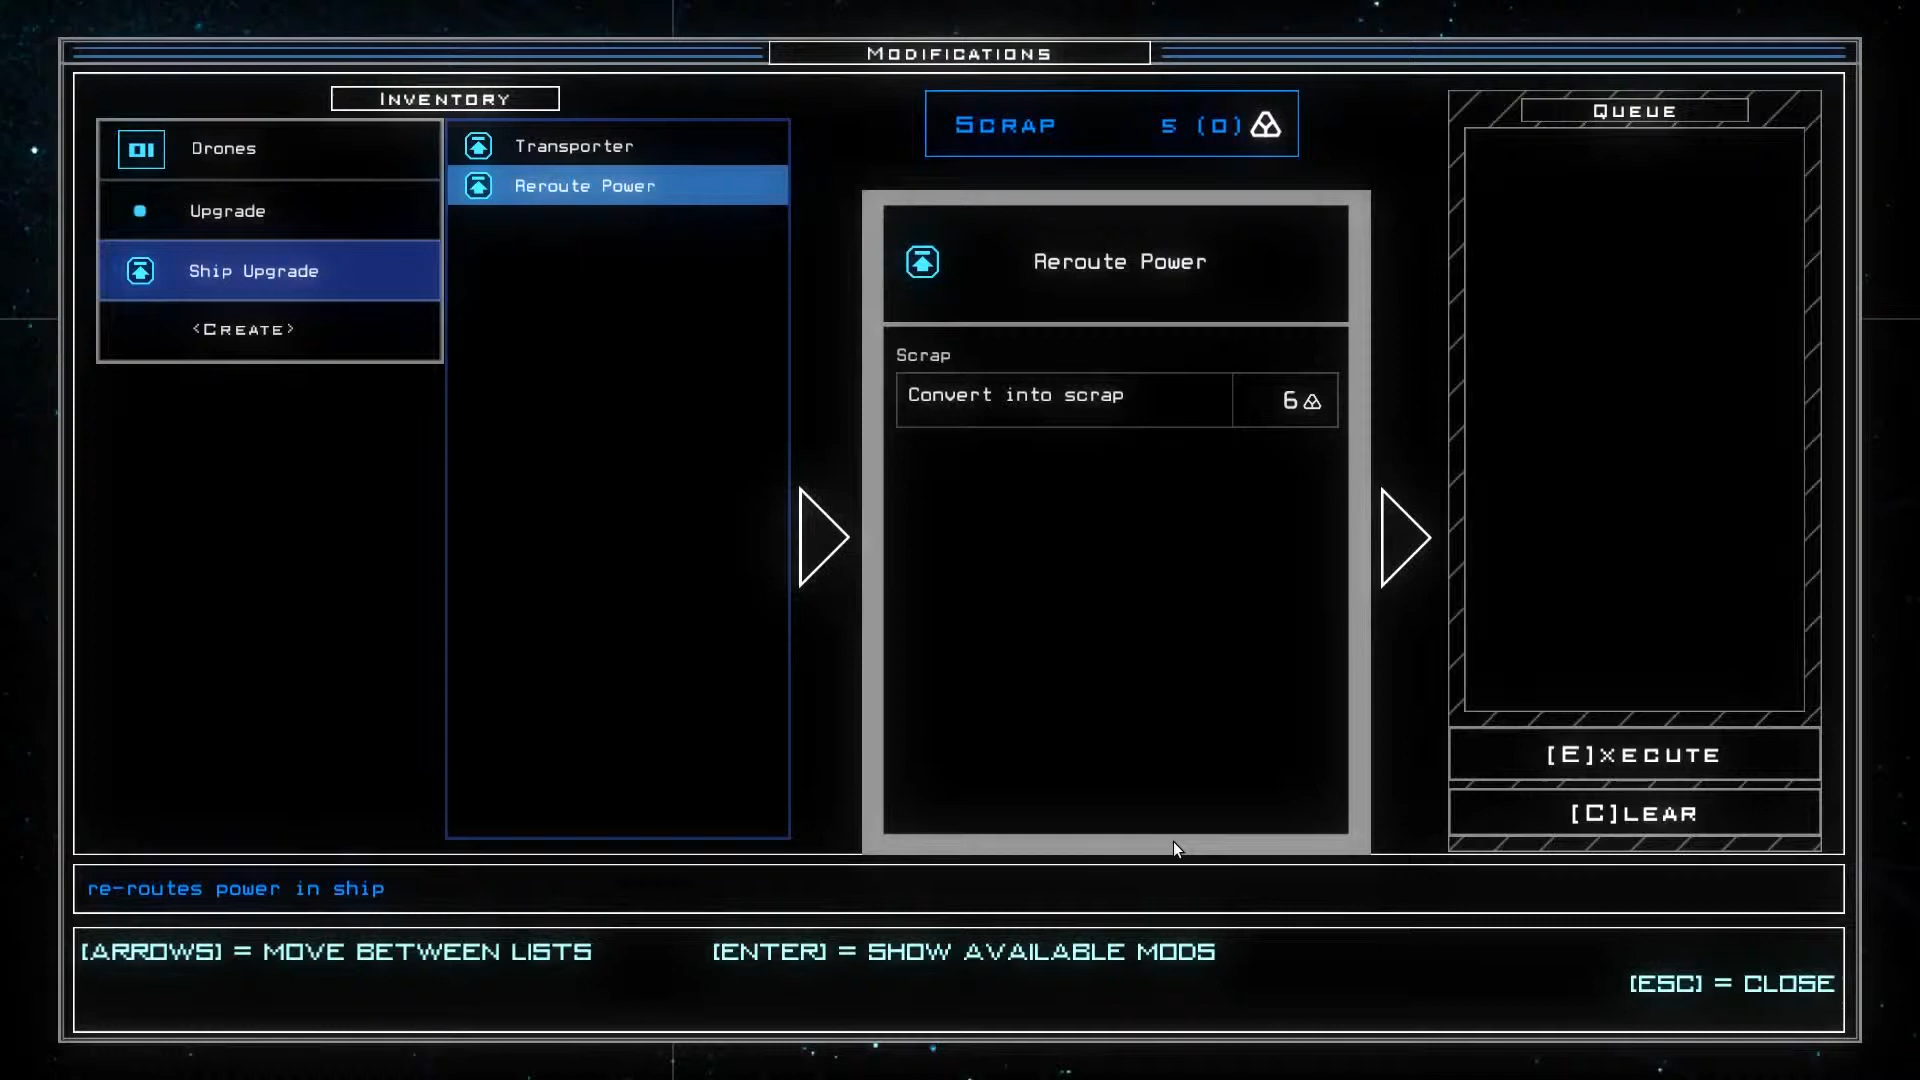 MODIFICATIONS
INVENTORY
01 Drones
Upgrade
Ship Upgrade
<CREATE>
Transporter
Reroute Power
SCRAP 5 (0)
Reroute Power
Scrap
Convert into scrap 6
QUEUE
[E]XECUTE
[C]LEAR
re-routes power in ship
[ARROWS] = MOVE BETWEEN LISTS [ENTER] = SHOW AVAILABLE MODS
[ESC] = CLOSE